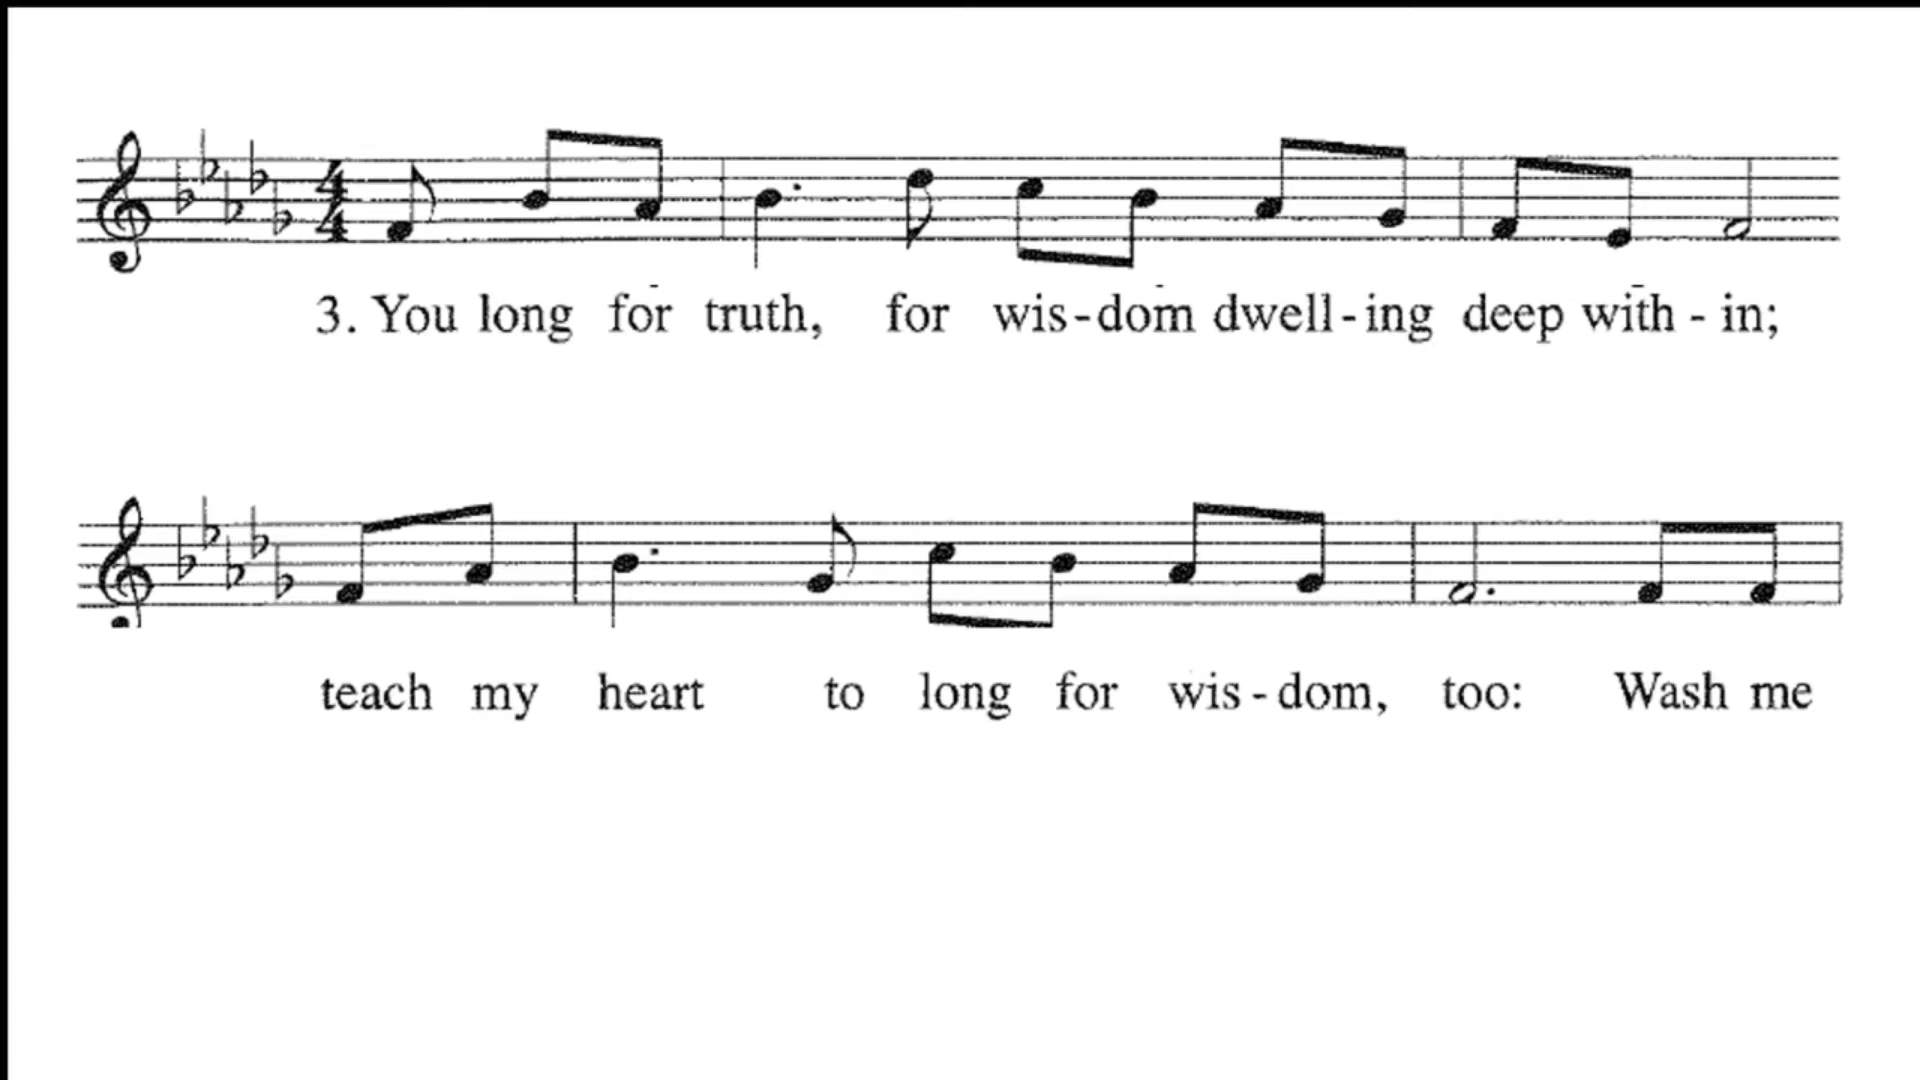 3. You long for truth, for wis-dom dwell-ing deep with - in;
teach my heart to long for wis - dom, too: Wash me